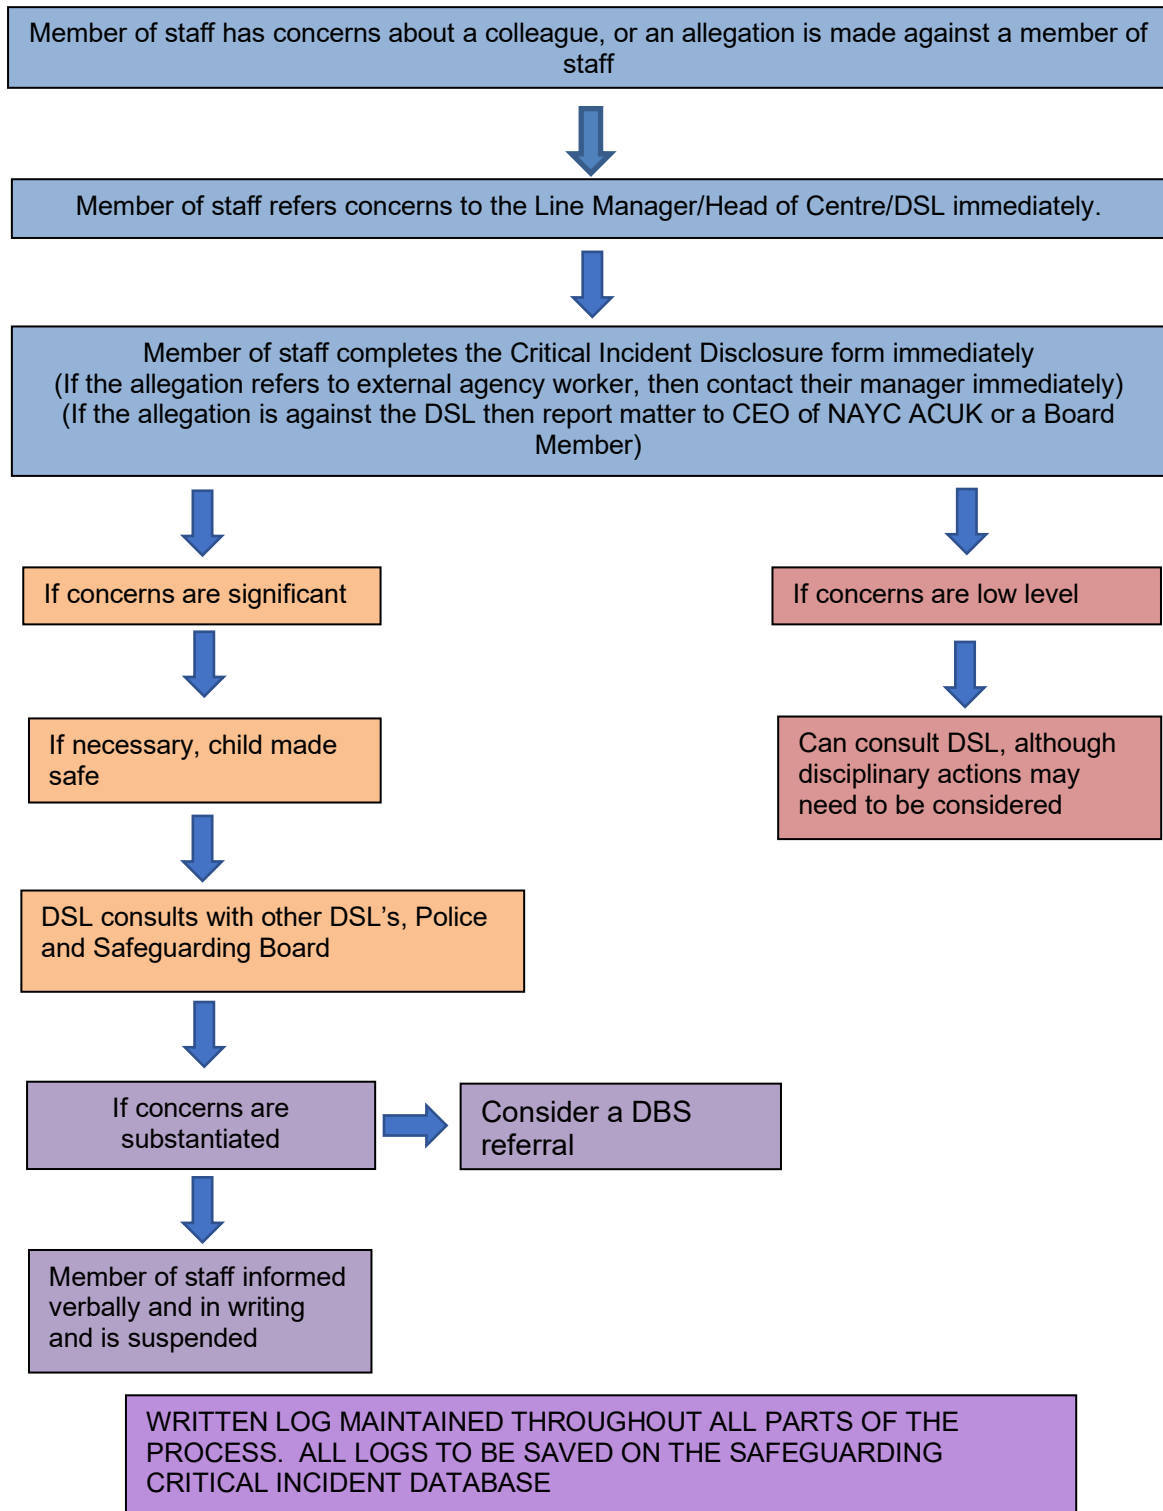 Member of staff has concerns about a colleague, or an allegation is made against a member of
staff
Member of staff refers concerns to the Line Manager/Head of Centre/DSL immediately.
Member of staff completes the Critical Incident Disclosure form immediately
(If the allegation refers to external agency worker, then contact their manager immediately)
(If the allegation is against the DSL then report matter to CEO of NAYC ACUK or a Board
Member)
If concerns are significant
If concerns are low level
If necessary, child made
safe
Can consult DSL, although
disciplinary actions may
need to be considered
DSL consults with other DSL's, Police
and Safeguarding Board
If concerns are
substantiated
Consider a DBS
referral
Member of staff informed
verbally and in writing
and is suspended
WRITTEN LOG MAINTAINED THROUGHOUT ALL PARTS OF THE
PROCESS.  ALL LOGS TO BE SAVED ON THE SAFEGUARDING
CRITICAL INCIDENT DATABASE